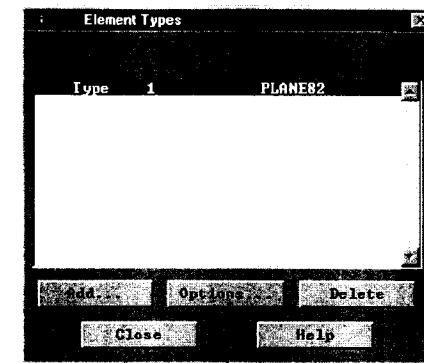 Element Types
Type 1 PLANE82
Add... Options... Delete
Close Help